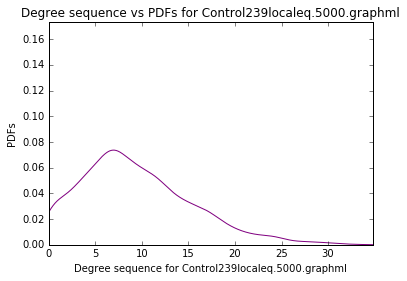 Degree sequence vs PDFs for Control239localeq.5000.graphml
0.16
0.14
0.12
0.10
0.08
0.06
0.04
0.02
0.00
PDFs
0 5 10 15 20 25 30
Degree sequence for Control239localeq.5000.graphml